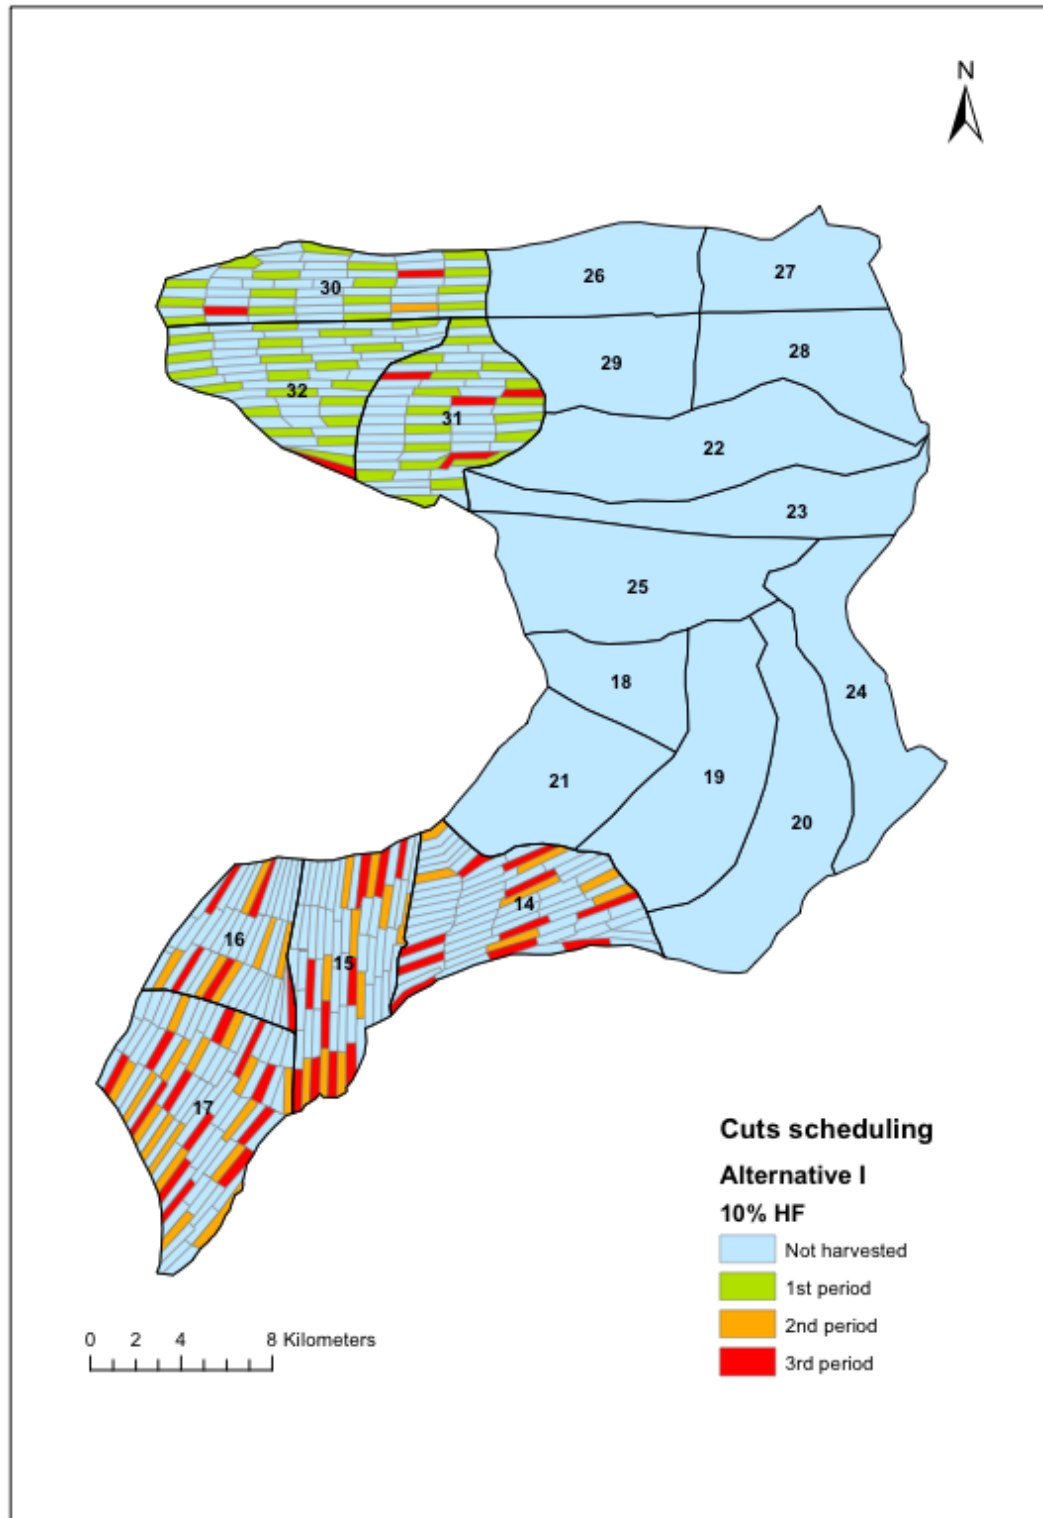 N
26
27
30
29
28
32
31
22
23
25
18
24
19
21
20
14
16
15
17
Cuts scheduling
Alternative I
10% HF
Not harvested
1st period
2nd period
3rd period
0 2 4 8 Kilometers